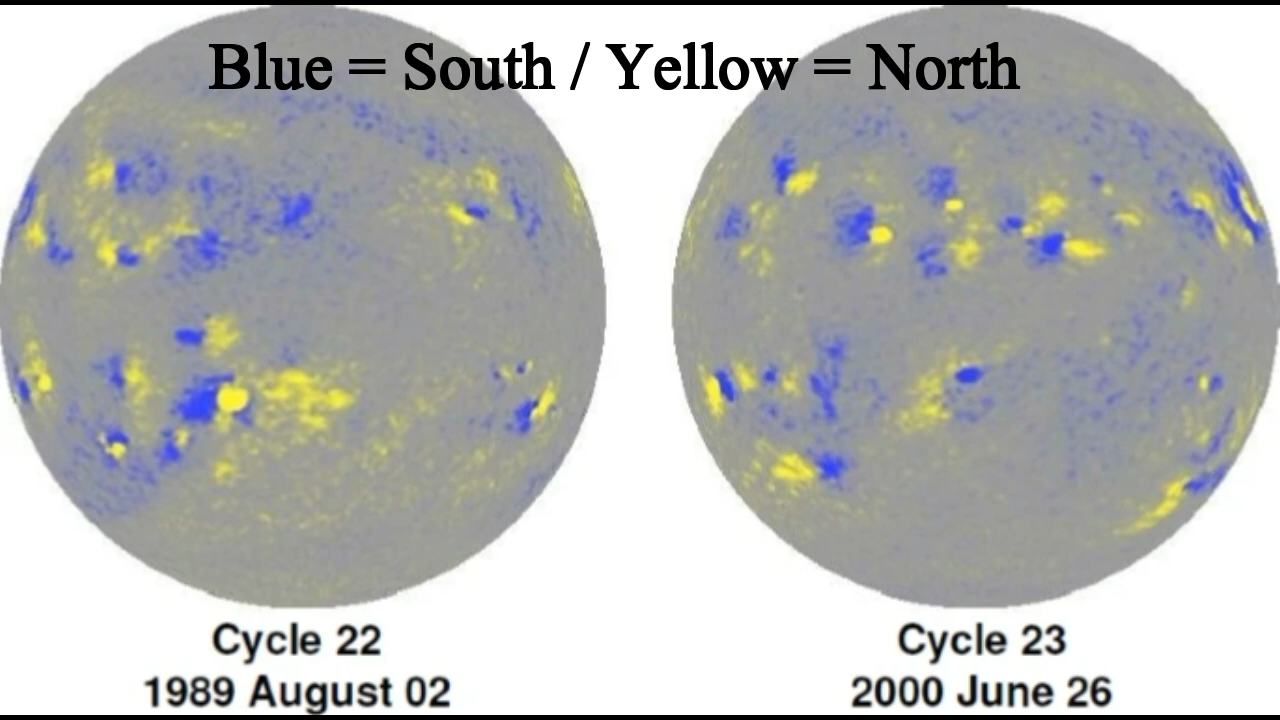 Blue = South / Yellow = North
Cycle 22
1989 August 02
Cycle 23
2000 June 26